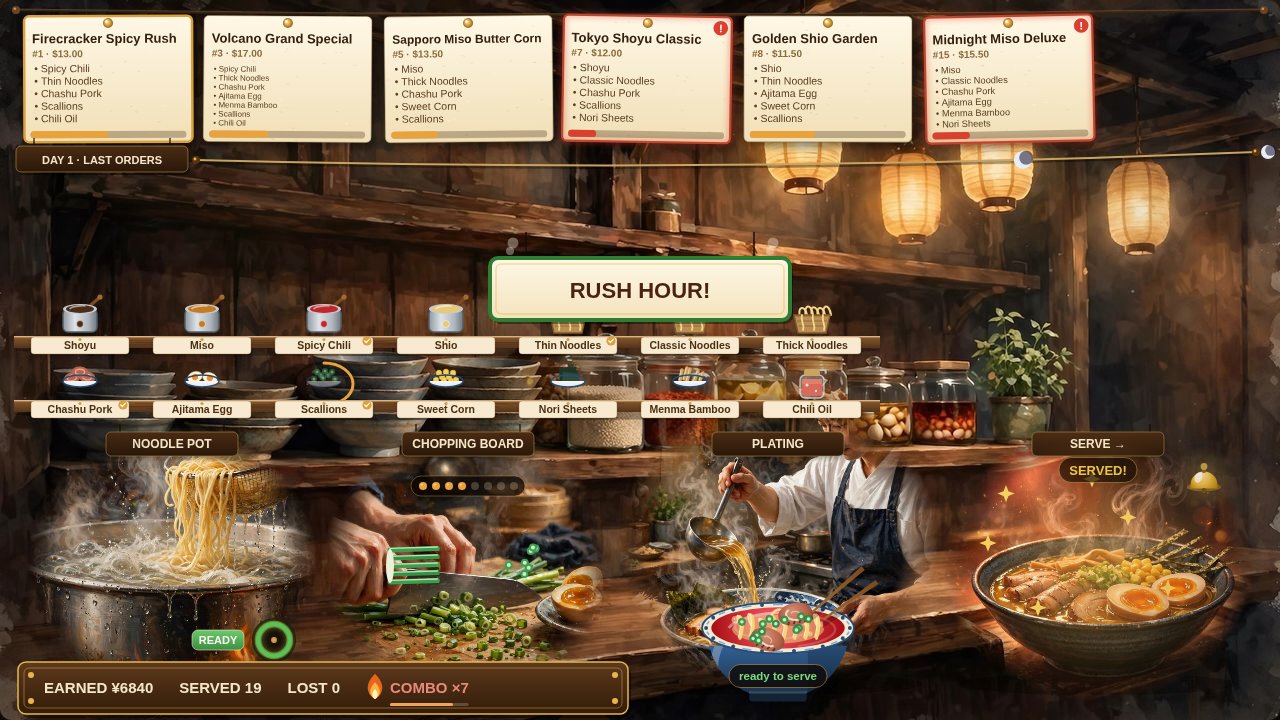 Firecracker Spicy Rush
#1 · $13.00
• Spicy Chili
• Thin Noodles
• Chashu Pork
• Scallions
• Chili Oil
Volcano Grand Special
#3 · $17.00
• Spicy Chili
• Thick Noodles
• Chashu Pork
• Ajitama Egg
• Menma Bamboo
• Scallions
• Chili Oil
Sapporo Miso Butter Corn
#5 · $13.50
• Miso
• Thick Noodles
• Chashu Pork
• Sweet Corn
• Scallions
Tokyo Shoyu Classic
!
#7 · $12.00
• Shoyu
• Classic Noodles
• Chashu Pork
• Scallions
• Nori Sheets
Golden Shio Garden
#8 · $11.50
• Shio
• Thin Noodles
• Ajitama Egg
• Sweet Corn
• Scallions
Midnight Miso Deluxe
!
#15 · $15.50
• Miso
• Classic Noodles
• Chashu Pork
• Ajitama Egg
• Menma Bamboo
• Nori Sheets
DAY 1 · LAST ORDERS
RUSH HOUR!
Shoyu
Miso
Spicy Chili
Shio
Thin Noodles
Classic Noodles
Thick Noodles
Chashu Pork
Ajitama Egg
Scallions
Sweet Corn
Nori Sheets
Menma Bamboo
Chili Oil
NOODLE POT
CHOPPING BOARD
PLATING
SERVE →
SERVED!
READY
ready to serve
EARNED ¥6840
SERVED 19
LOST 0
COMBO ×7